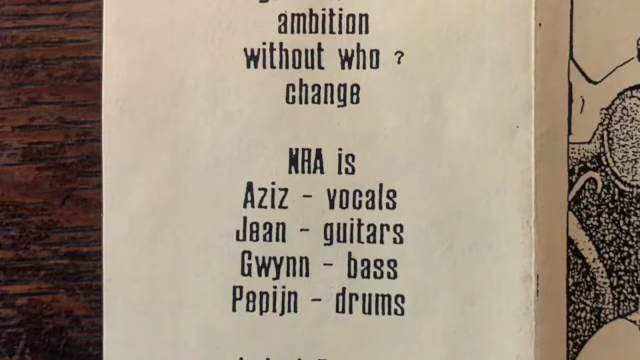 ambition
without who ?
change
NRA is
Aziz - vocals
Jean - guitars
Gwynn - bass
Pepijn - drums